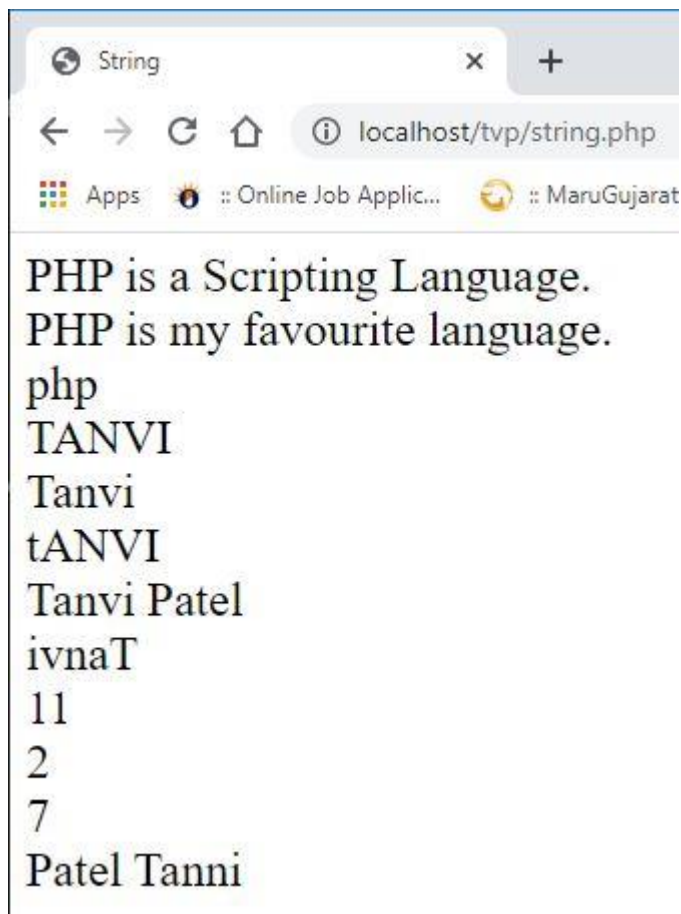 String
localhost/tvp/string.php
Apps :: Online Job Applic... :: MaruGujarat
PHP is a Scripting Language.
PHP is my favourite language.
php
TANVI
Tanvi
tANVI
Tanvi Patel
ivnaT
11
2
7
Patel Tanni